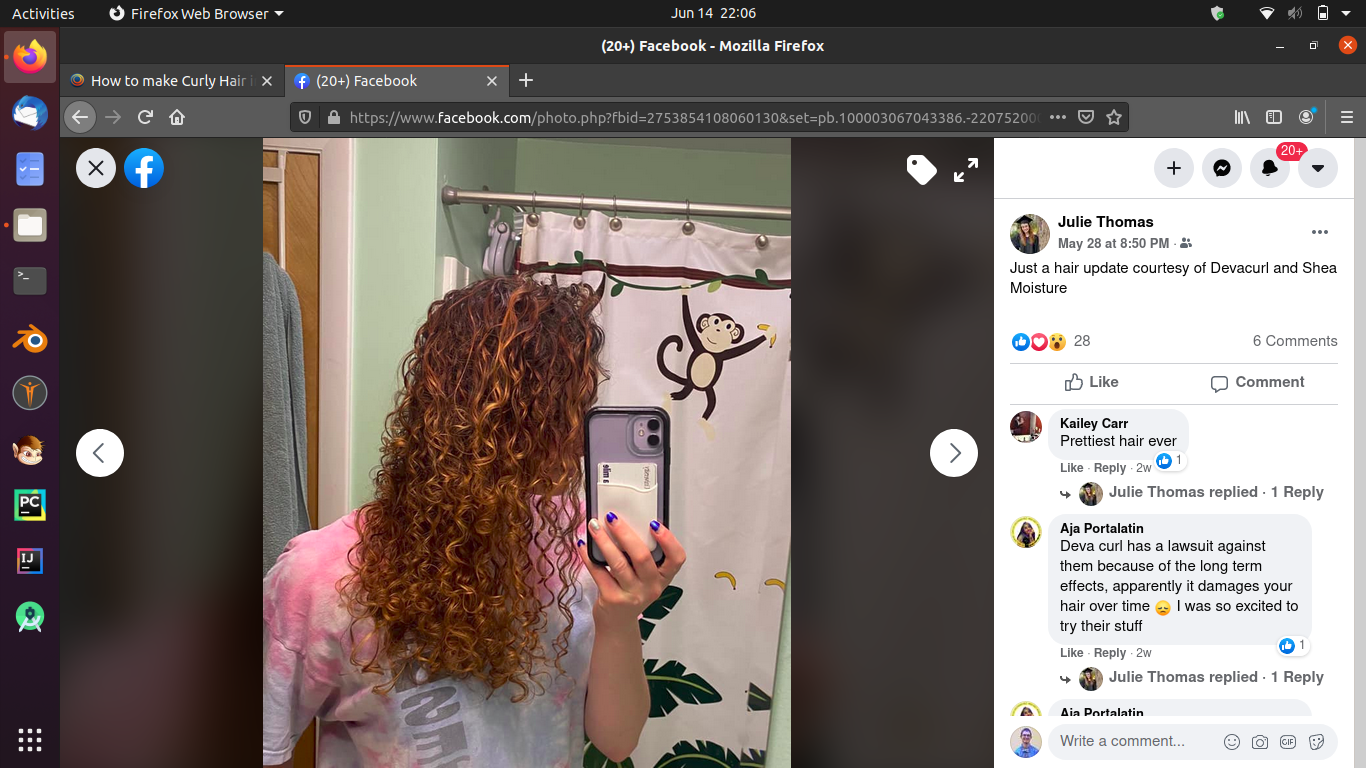 Activities
Firefox Web Browser
Jun 14 22:06
(20+) Facebook - Mozilla Firefox
How to make Curly Hair i
(20+) Facebook
https://www.facebook.com/photo.php?fbid=2753854108060130&set=pb.100003067043386.-220752000
20+
Julie Thomas
May 28 at 8:50 PM ·
Just a hair update courtesy of Devacurl and Shea
Moisture
28
6 Comments
Like
Comment
Kailey Carr
Prettiest hair ever
1
Like · Reply · 2w
Julie Thomas replied · 1 Reply
Aja Portalatin
Deva curl has a lawsuit against
them because of the long term
effects, apparently it damages your
hair over time 😞 I was so excited to
try their stuff
1
Like · Reply · 2w
Julie Thomas replied · 1 Reply
Aja Portalatin
Write a comment...
GIF
>_
PC
IJ